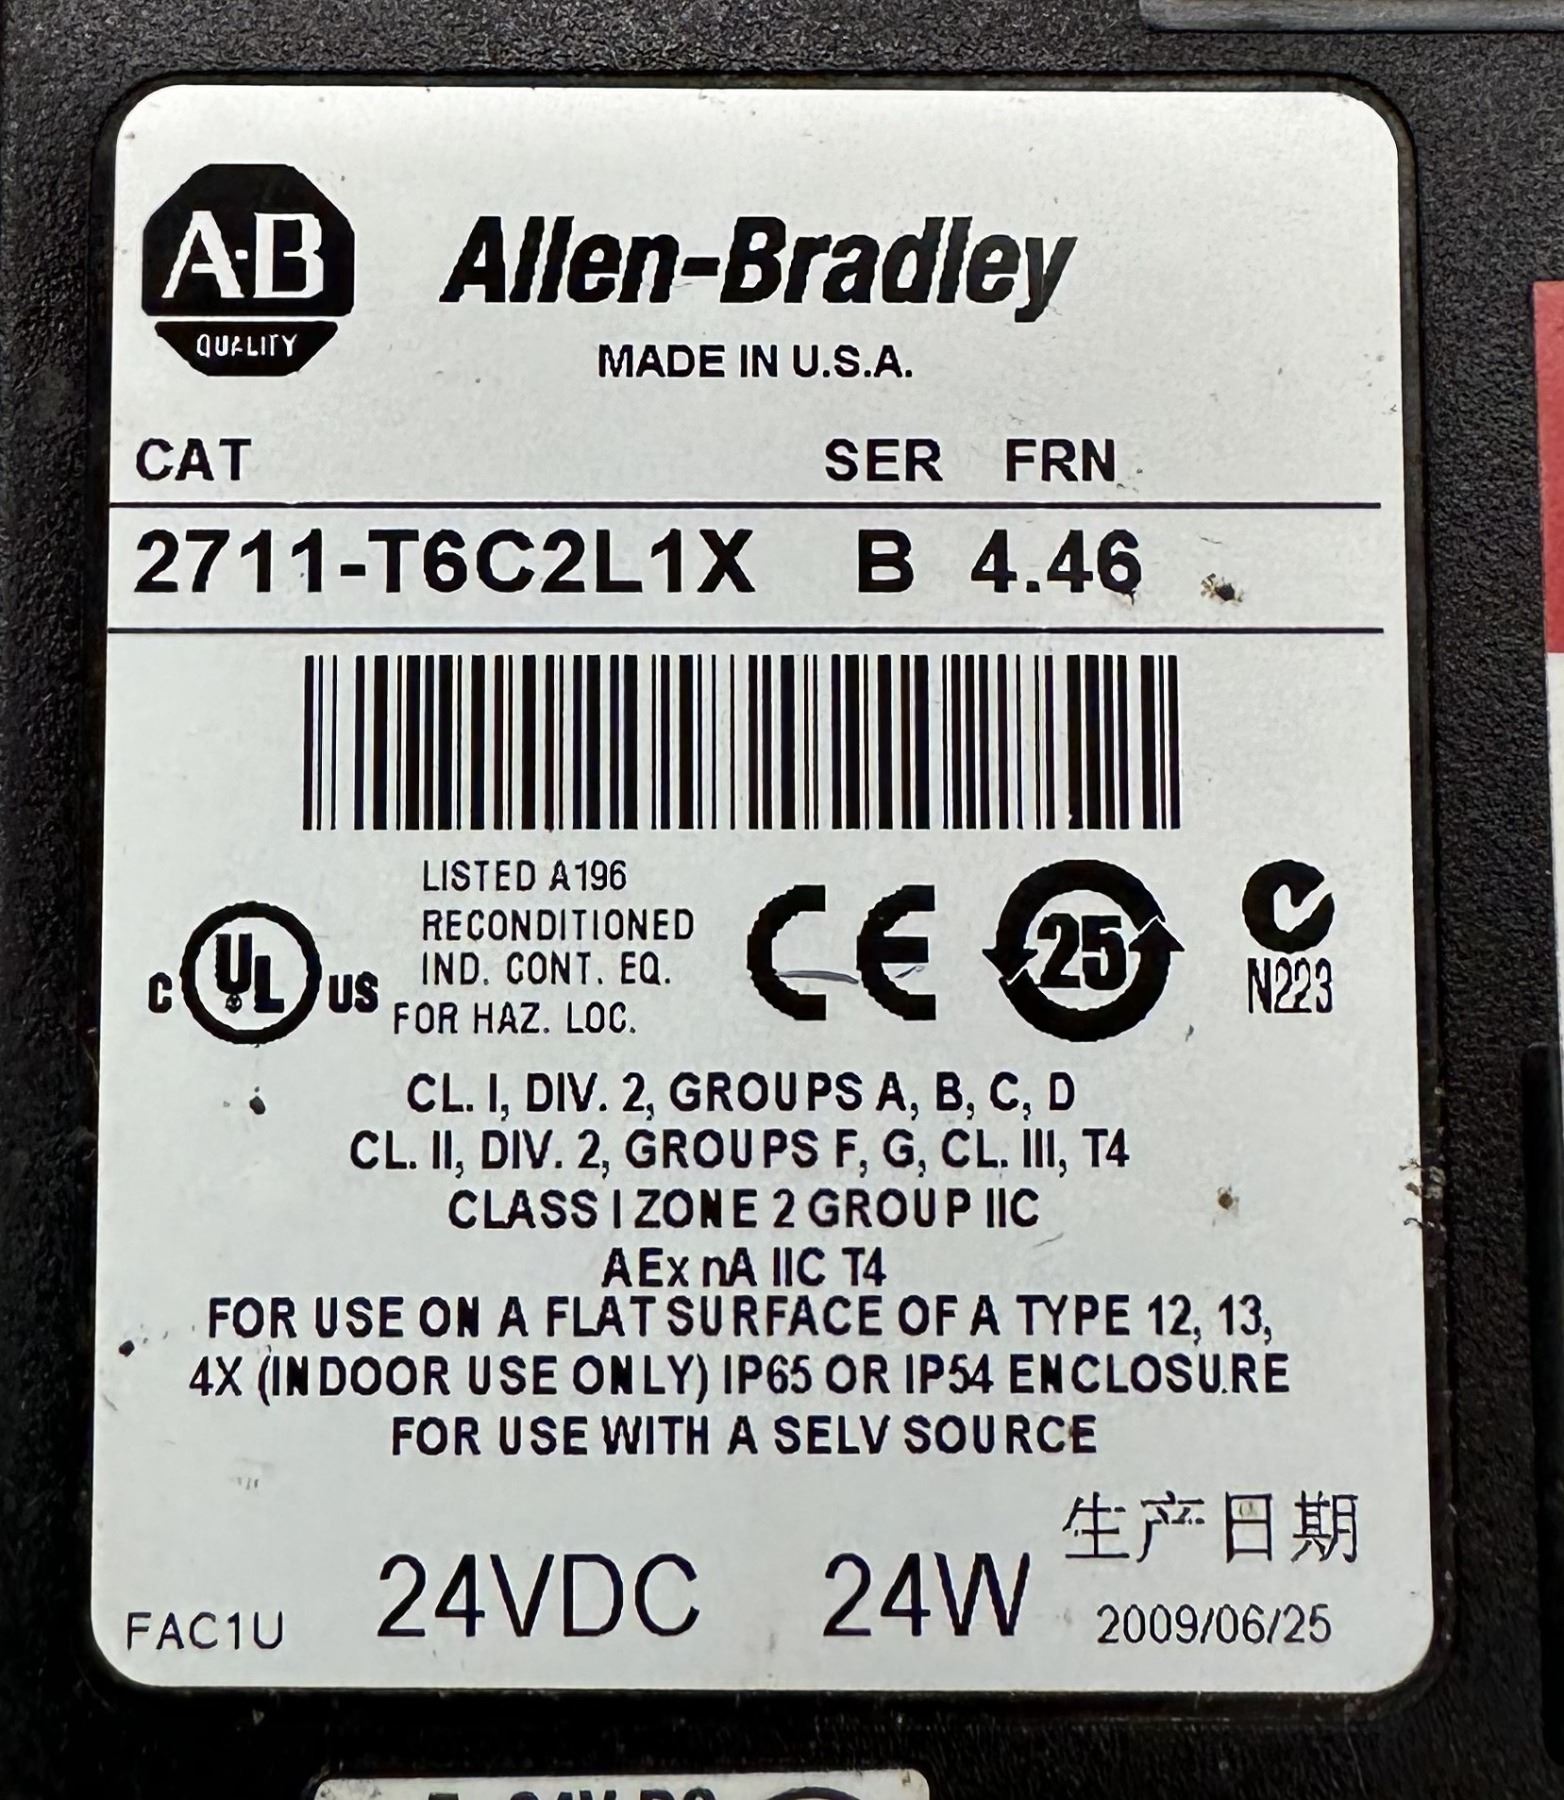 A·B
QUALITY
Allen-Bradley
MADE IN U.S.A.
CAT SER FRN
2711-T6C2L1X B 4.46
LISTED A196
RECONDITIONED
IND. CONT. EQ.
FOR HAZ. LOC.
C UL US
CE
25
N223
CL. I, DIV. 2, GROUPS A, B, C, D
CL. II, DIV. 2, GROUPS F, G, CL. III, T4
CLASS I ZONE 2 GROUP IIC
AEx nA IIC T4
FOR USE ON A FLAT SURFACE OF A TYPE 12, 13,
4X (INDOOR USE ONLY) IP65 OR IP54 ENCLOSURE
FOR USE WITH A SELV SOURCE
生产日期
FAC1U 24VDC 24W 2009/06/25